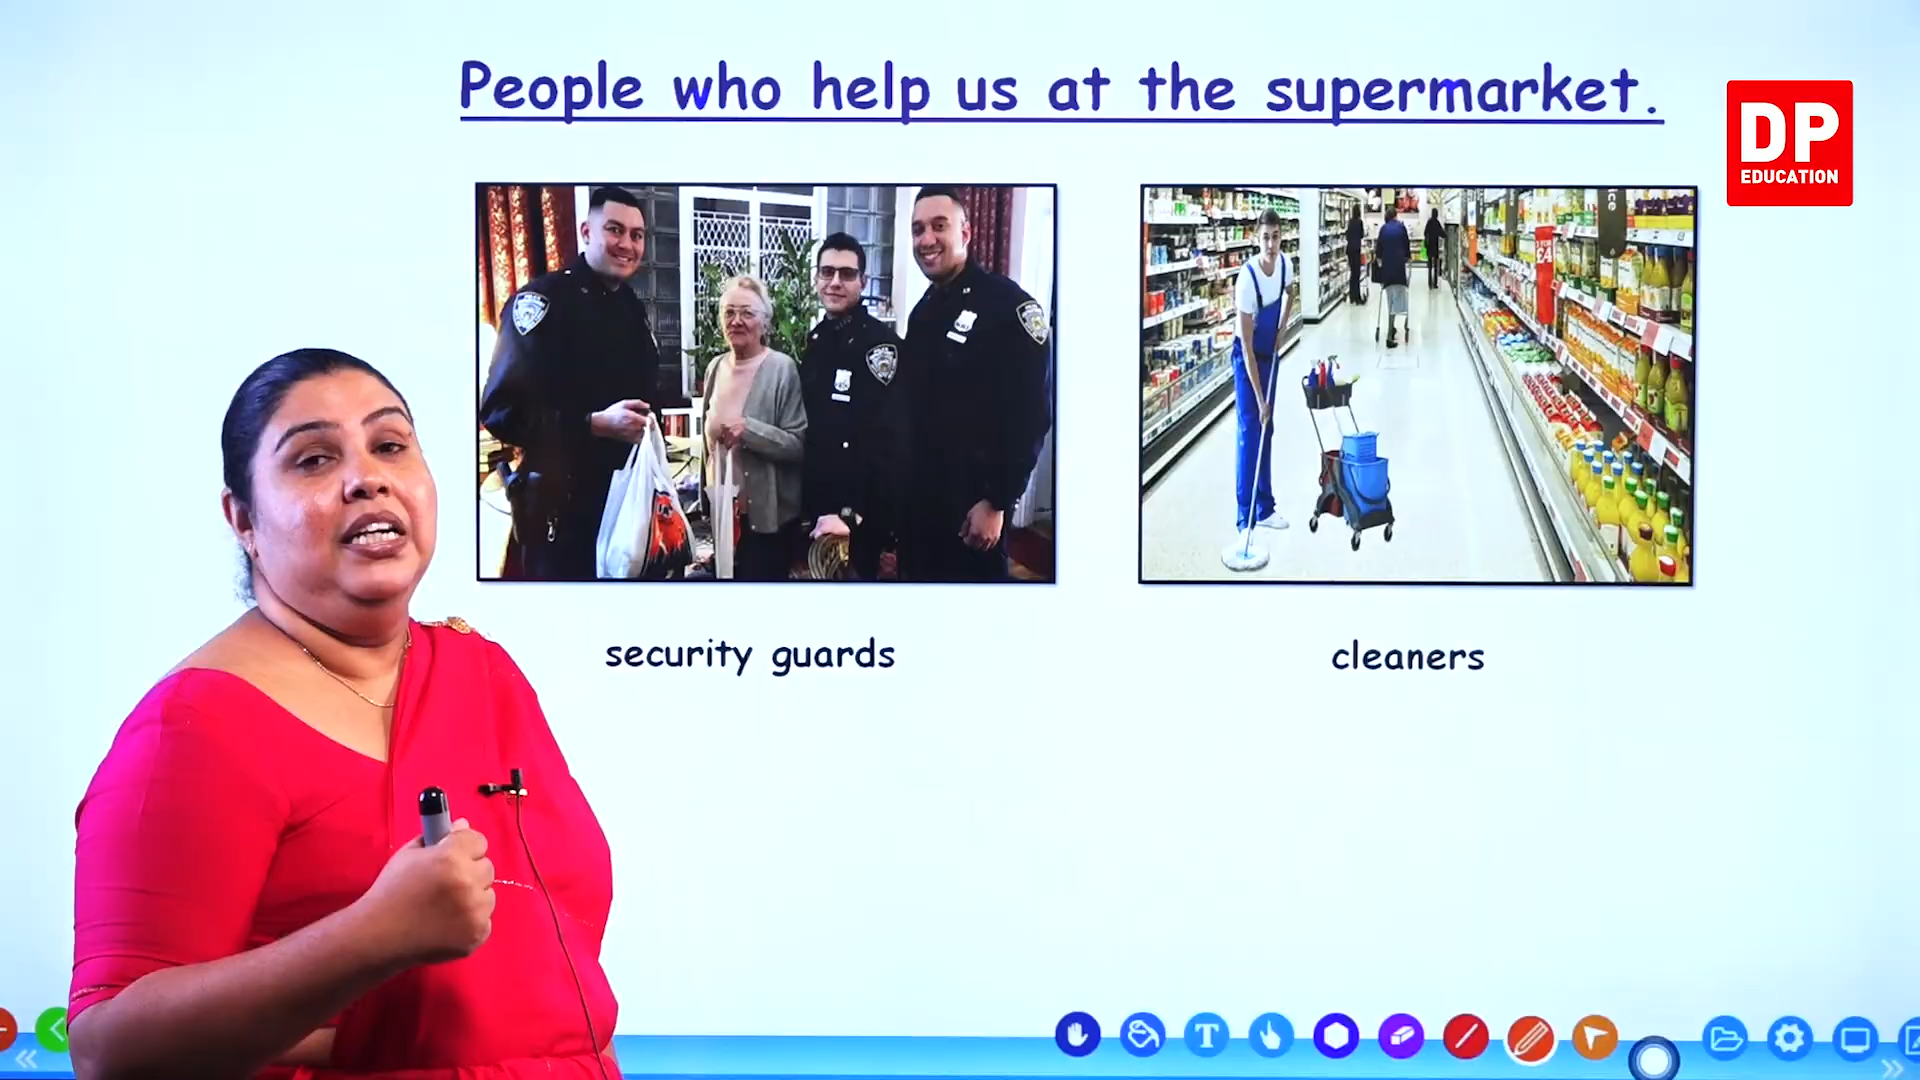 People who help us at the supermarket.
DP
EDUCATION
security guards
cleaners